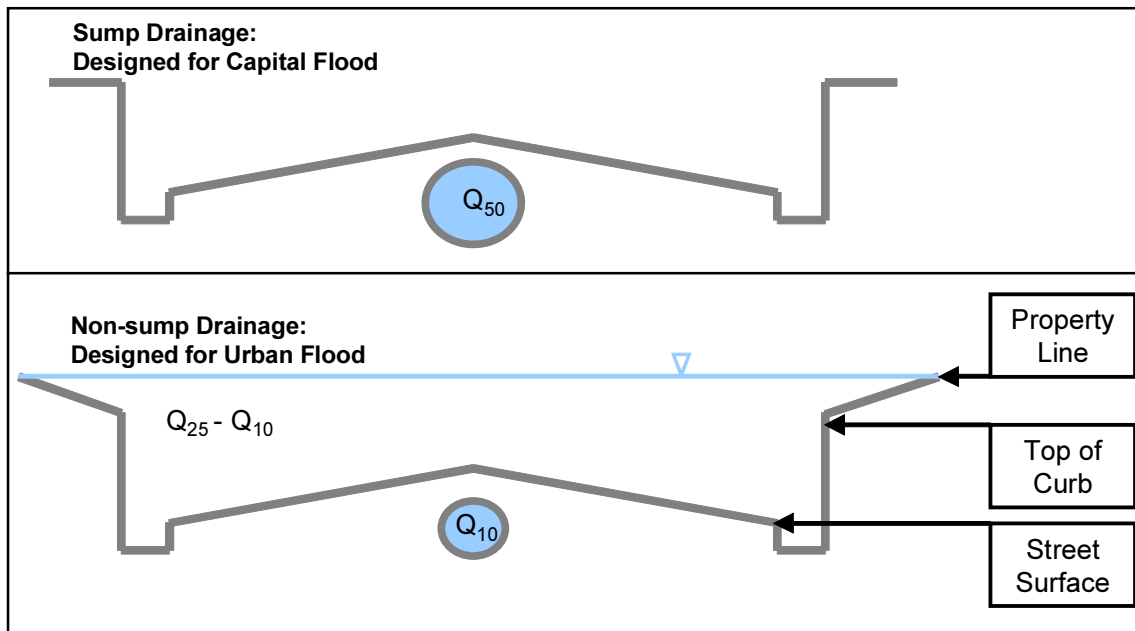 Sump Drainage:
Designed for Capital Flood
Q50
Non-sump Drainage:
Designed for Urban Flood
Property
Line
Q25 - Q10
Top of
Curb
Q10
Street
Surface